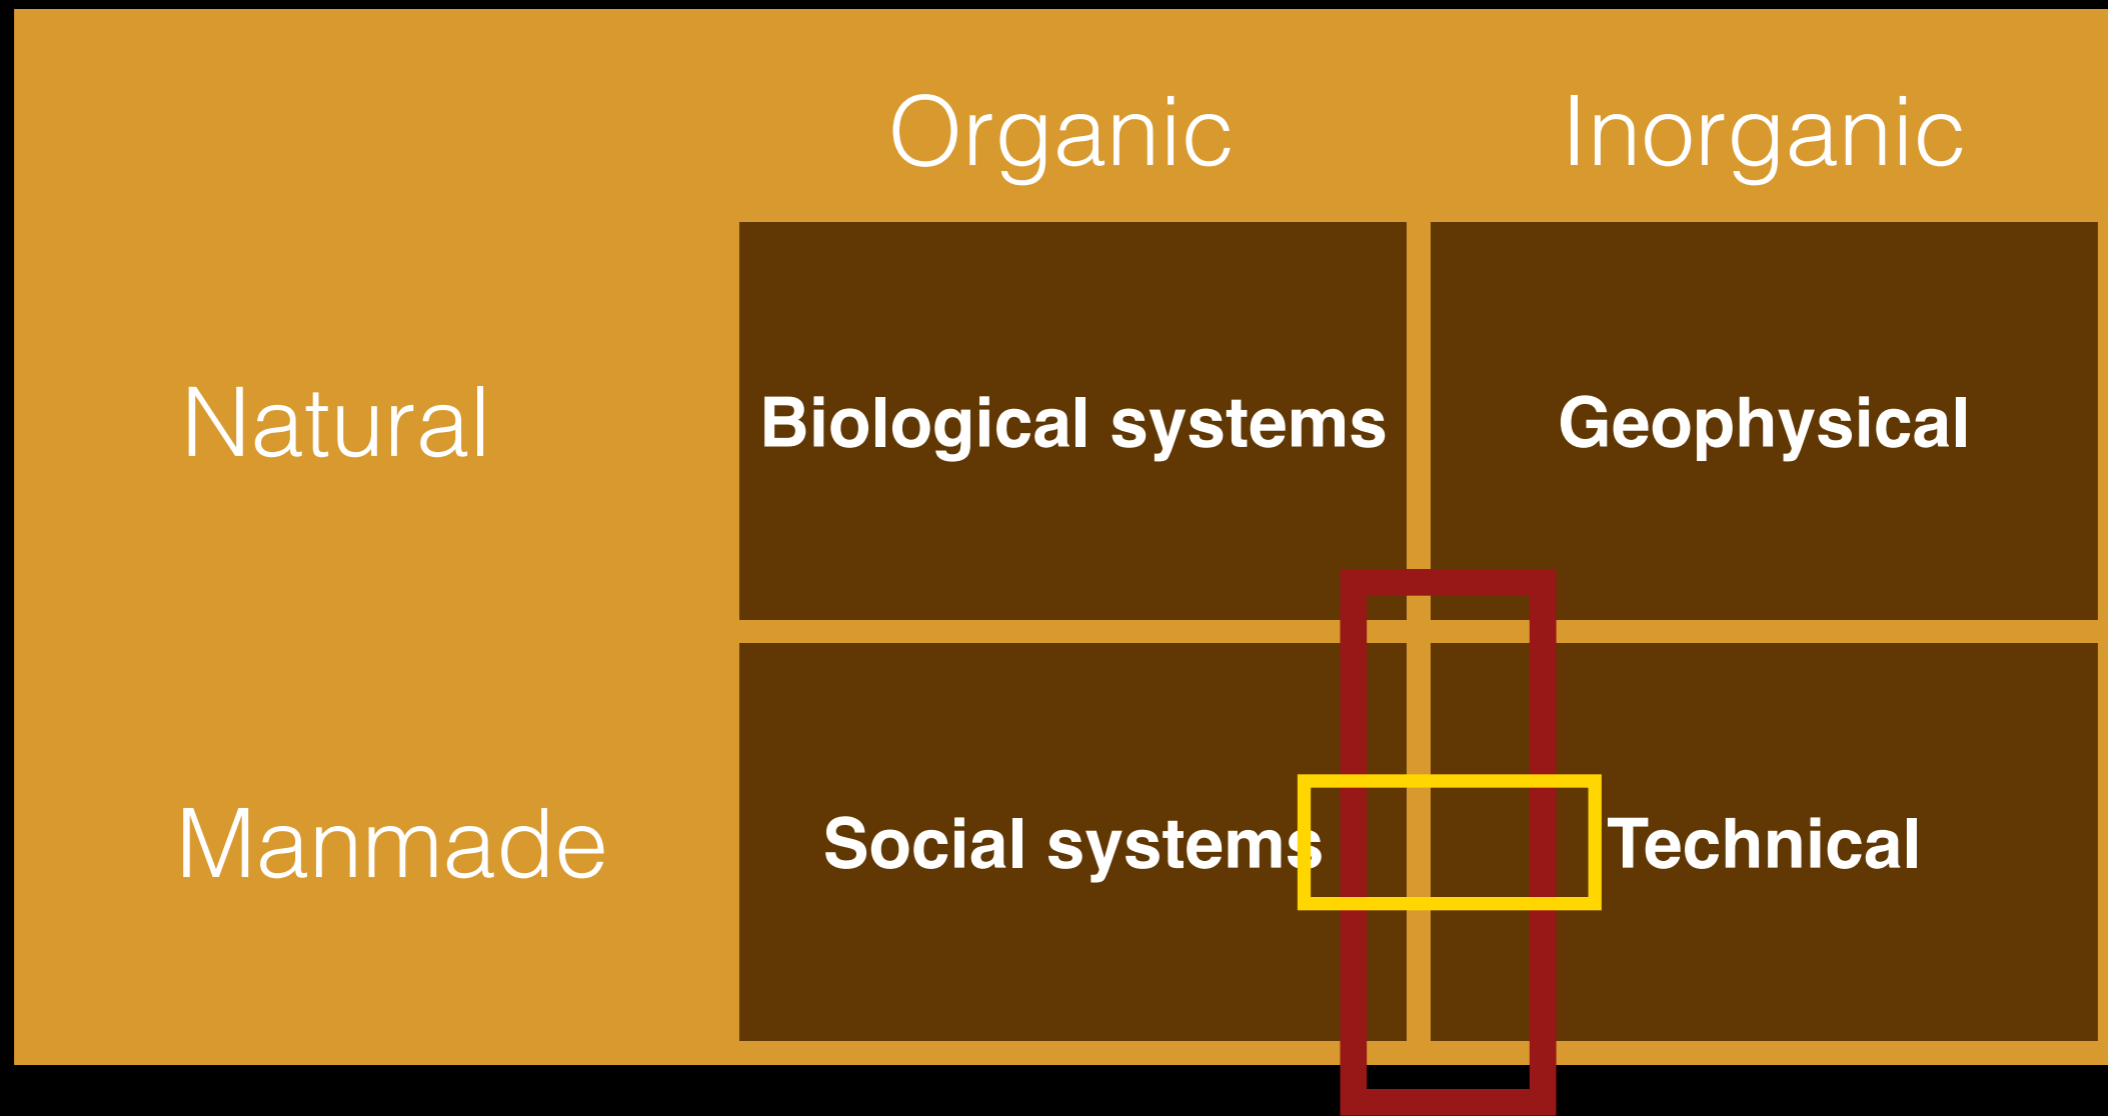 Organic Inorganic
Natural Biological systems Geophysical
Manmade Social systems Technical